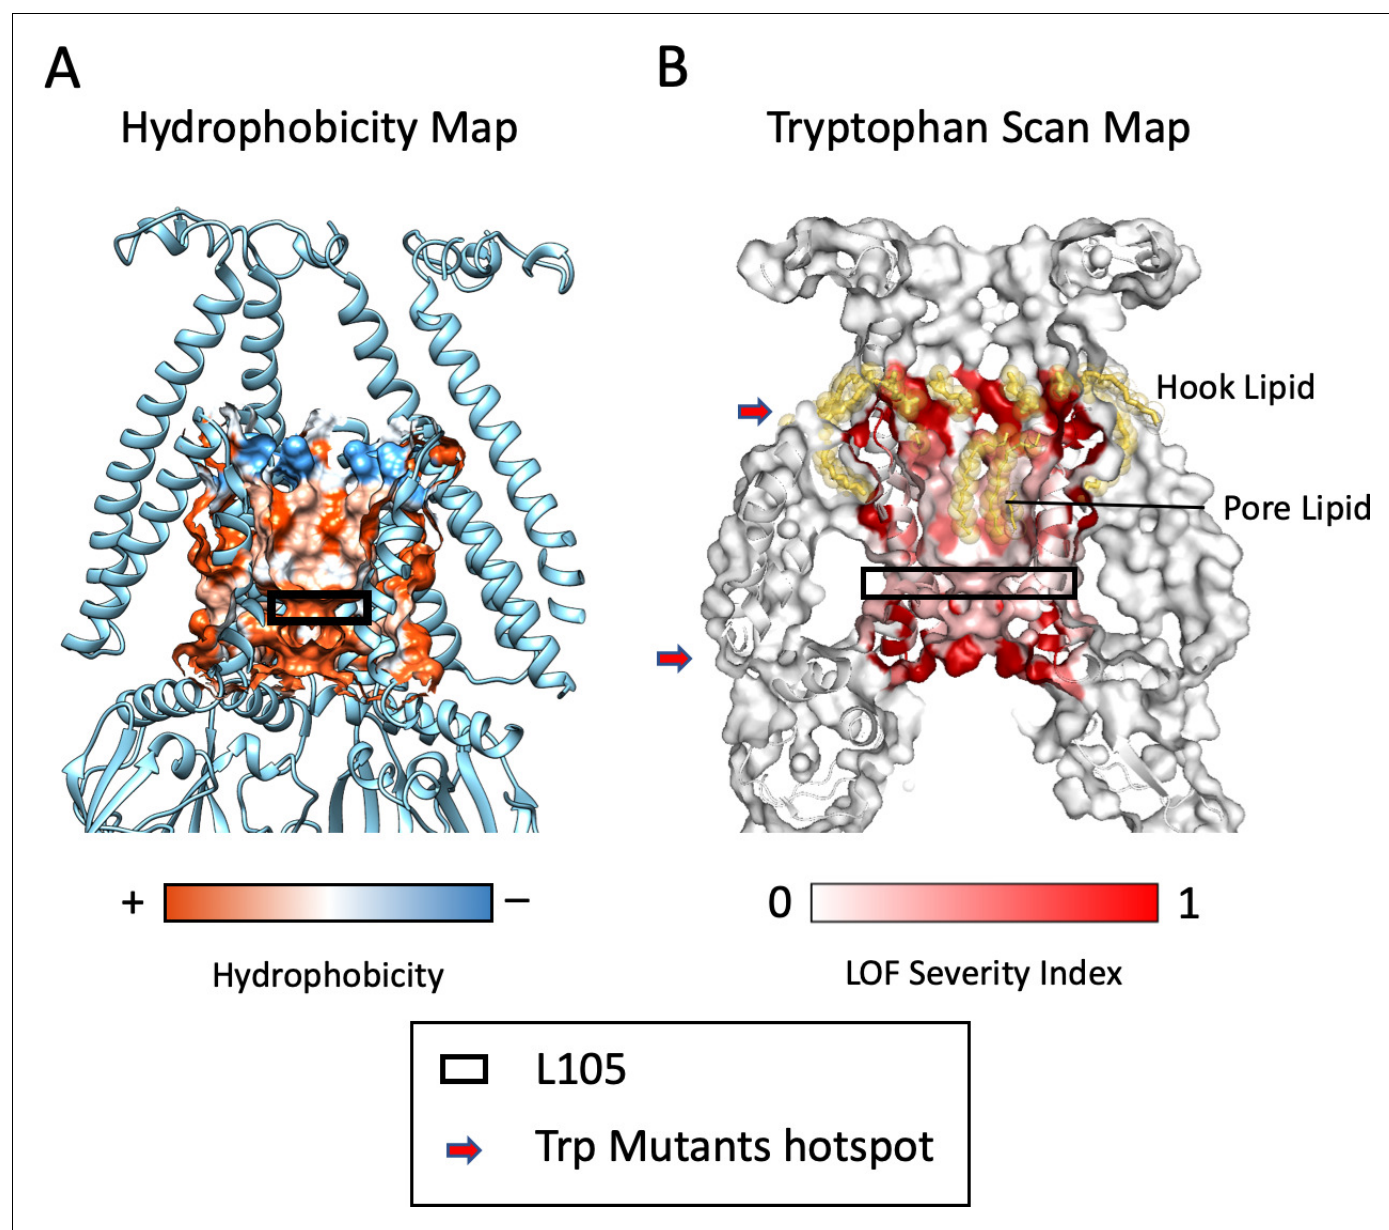 A
B
Hydrophobicity Map
Tryptophan Scan Map
Hook Lipid
Pore Lipid
+ –
0 1
Hydrophobicity
LOF Severity Index
L105
Trp Mutants hotspot